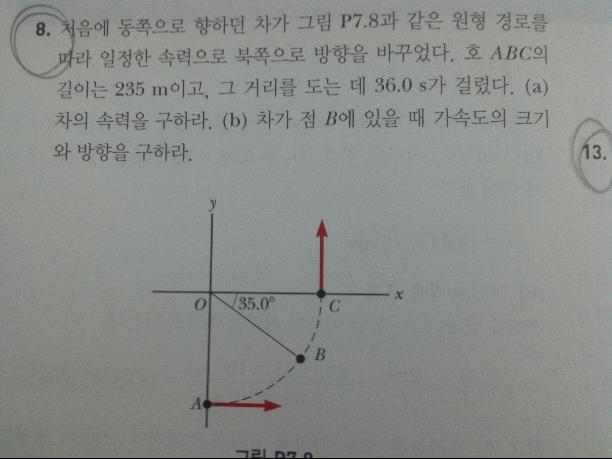 8. 처음에 동쪽으로 향하던 차가 그림 P7.8과 같은 원형 경로를
따라 일정한 속력으로 북쪽으로 방향을 바꾸었다. 호 ABC의
길이는 235 m이고, 그 거리를 도는 데 36.0 s가 걸렸다. (a)
차의 속력을 구하라. (b) 차가 점 B에 있을 때 가속도의 크기
와 방향을 구하라.
13.
y
O
35.0°
C
x
B
A
그림 P7.8